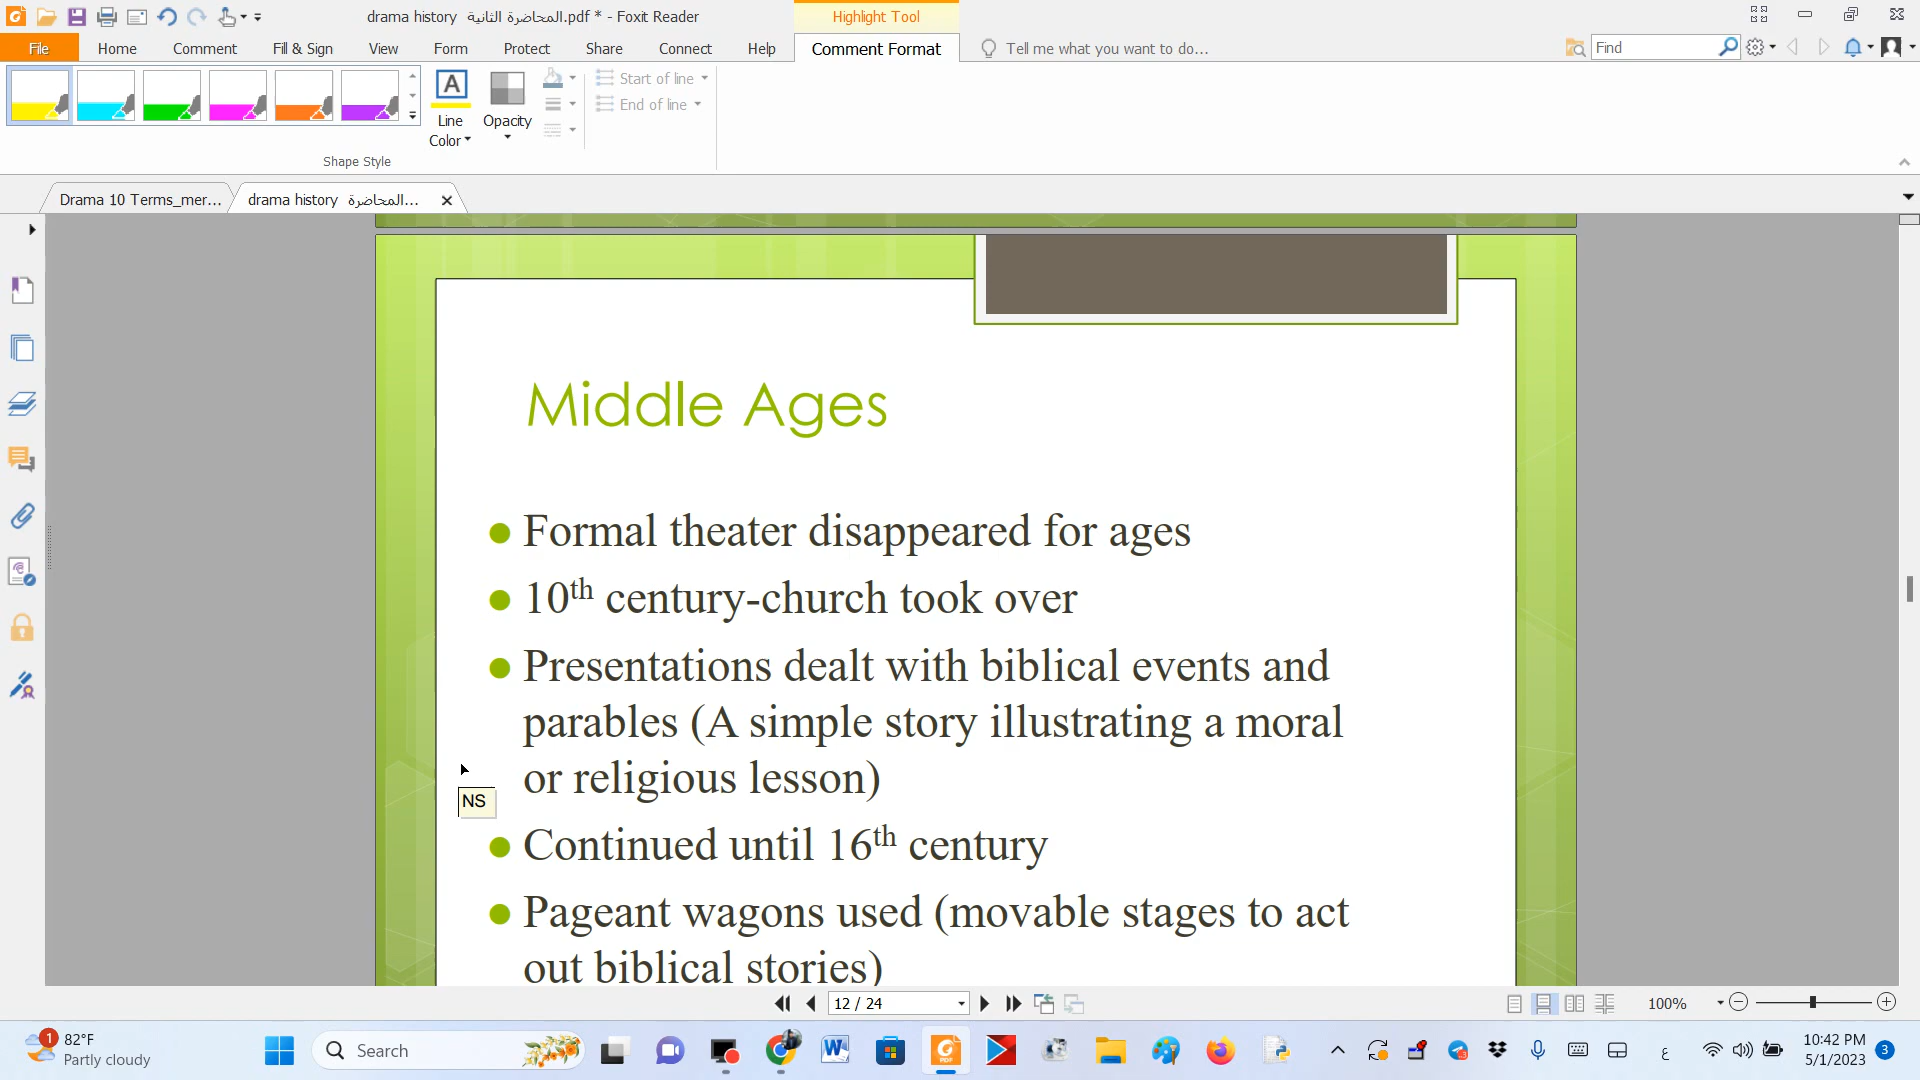 drama history المحاضرة الثانية.pdf * - Foxit Reader
Highlight Tool
File Home Comment Fill & Sign View Form Protect Share Connect Help Comment Format Tell me what you want to do... Find
Line Color
Opacity
Start of line
End of line
Shape Style
Drama 10 Terms_mer... drama history المحاضرة...
Middle Ages
Formal theater disappeared for ages
10th century-church took over
Presentations dealt with biblical events and
parables (A simple story illustrating a moral
or religious lesson)
NS
Continued until 16th century
Pageant wagons used (movable stages to act
out biblical stories)
12 / 24 100%
1 82°F
Partly cloudy
Search
ع
10:42 PM
5/1/2023
3